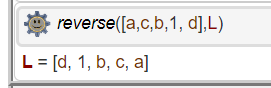 reverse([a,c,b,1, d],L)
L = [d, 1, b, c, a]